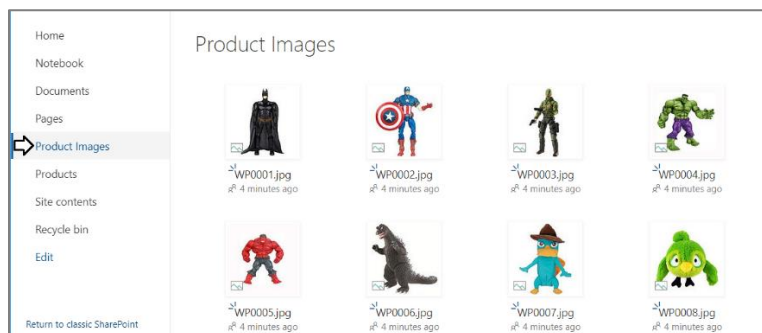 Home
Notebook
Documents
Pages
Product Images
Products
Site contents
Recycle bin
Edit
Return to classic SharePoint
Product Images
WP0001.jpg
4 minutes ago
WP0002.jpg
4 minutes ago
WP0003.jpg
4 minutes ago
WP0004.jpg
4 minutes ago
WP0005.jpg
4 minutes ago
WP0006.jpg
4 minutes ago
WP0007.jpg
4 minutes ago
WP0008.jpg
4 minutes ago